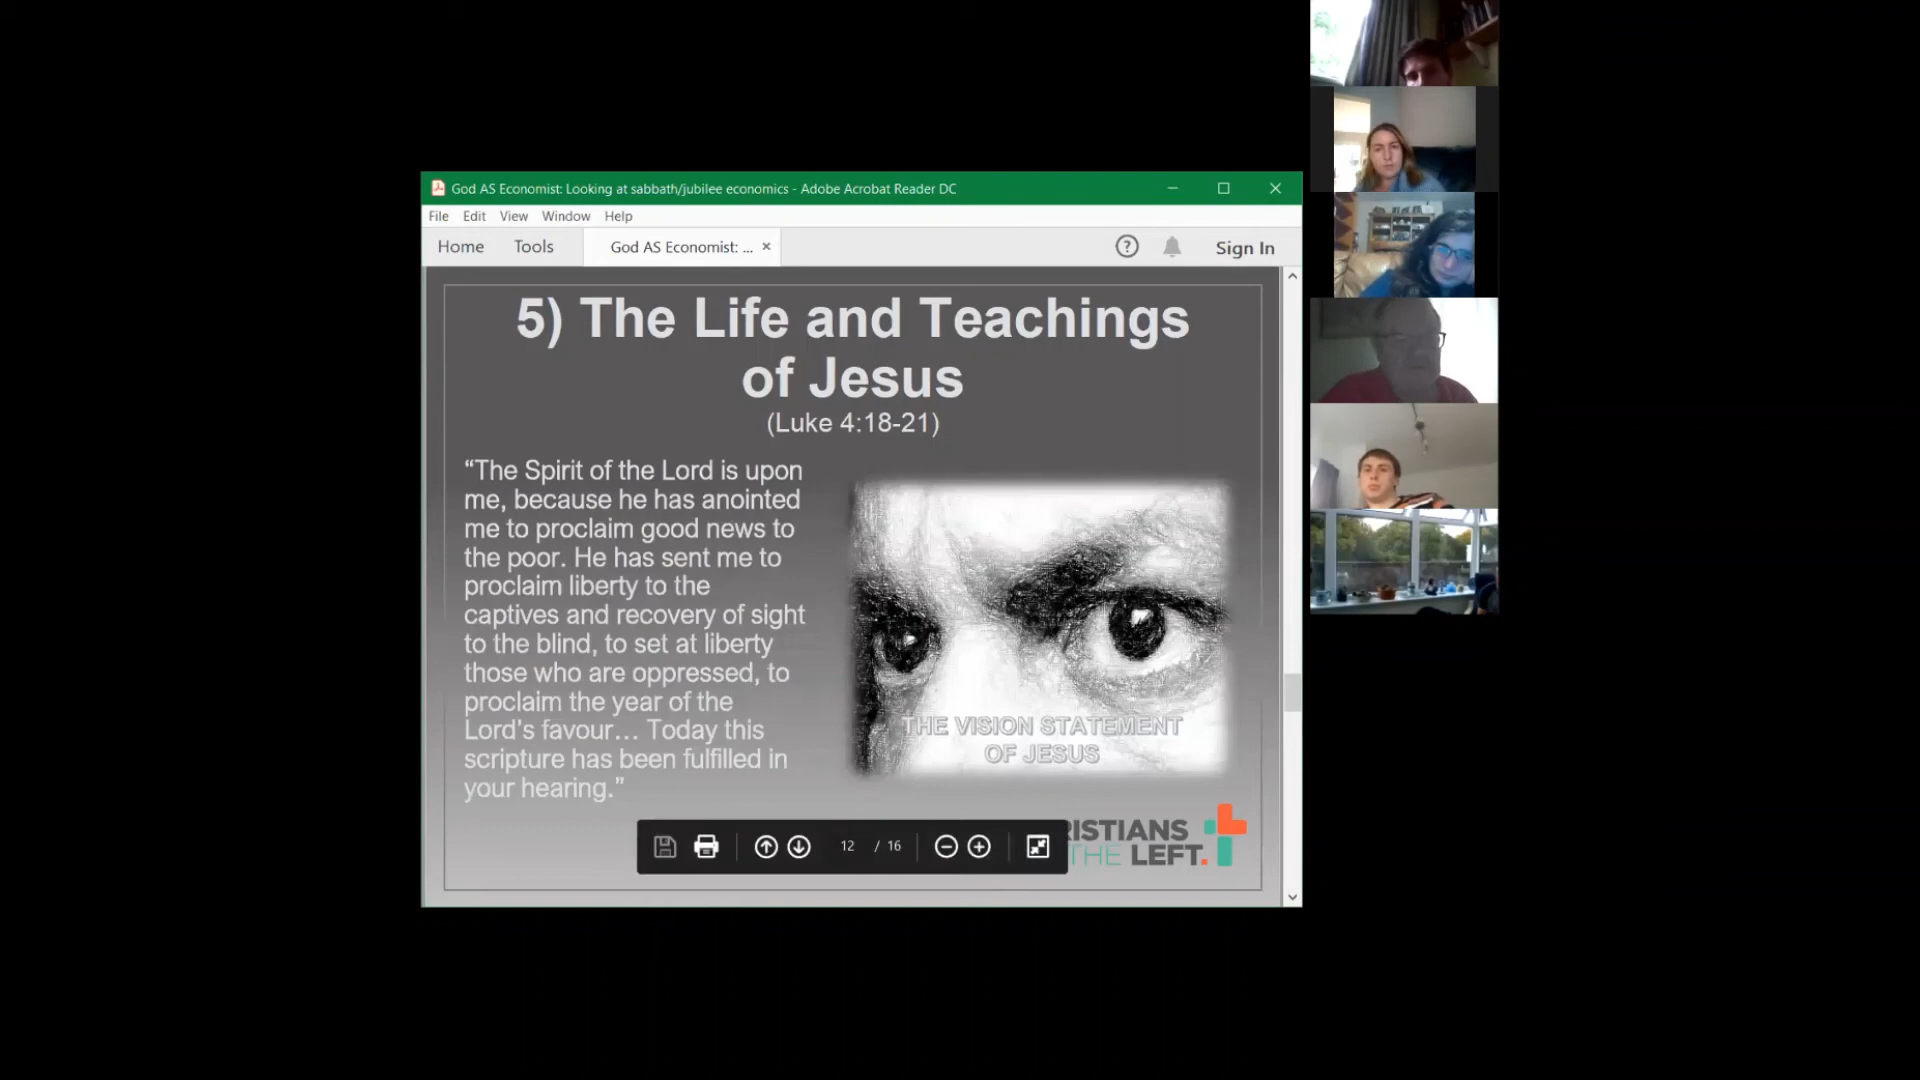 God AS Economist: Looking at sabbath/jubilee economics - Adobe Acrobat Reader DC
File Edit View Window Help
Home Tools God AS Economist: ... × Sign In
5) The Life and Teachings
of Jesus
(Luke 4:18-21)
“The Spirit of the Lord is upon
me, because he has anointed
me to proclaim good news to
the poor. He has sent me to
proclaim liberty to the
captives and recovery of sight
to the blind, to set at liberty
those who are oppressed, to
proclaim the year of the
Lord’s favour… Today this
scripture has been fulfilled in
your hearing.”
THE VISION STATEMENT
OF JESUS
RISTIANS
THE LEFT.
12 / 16